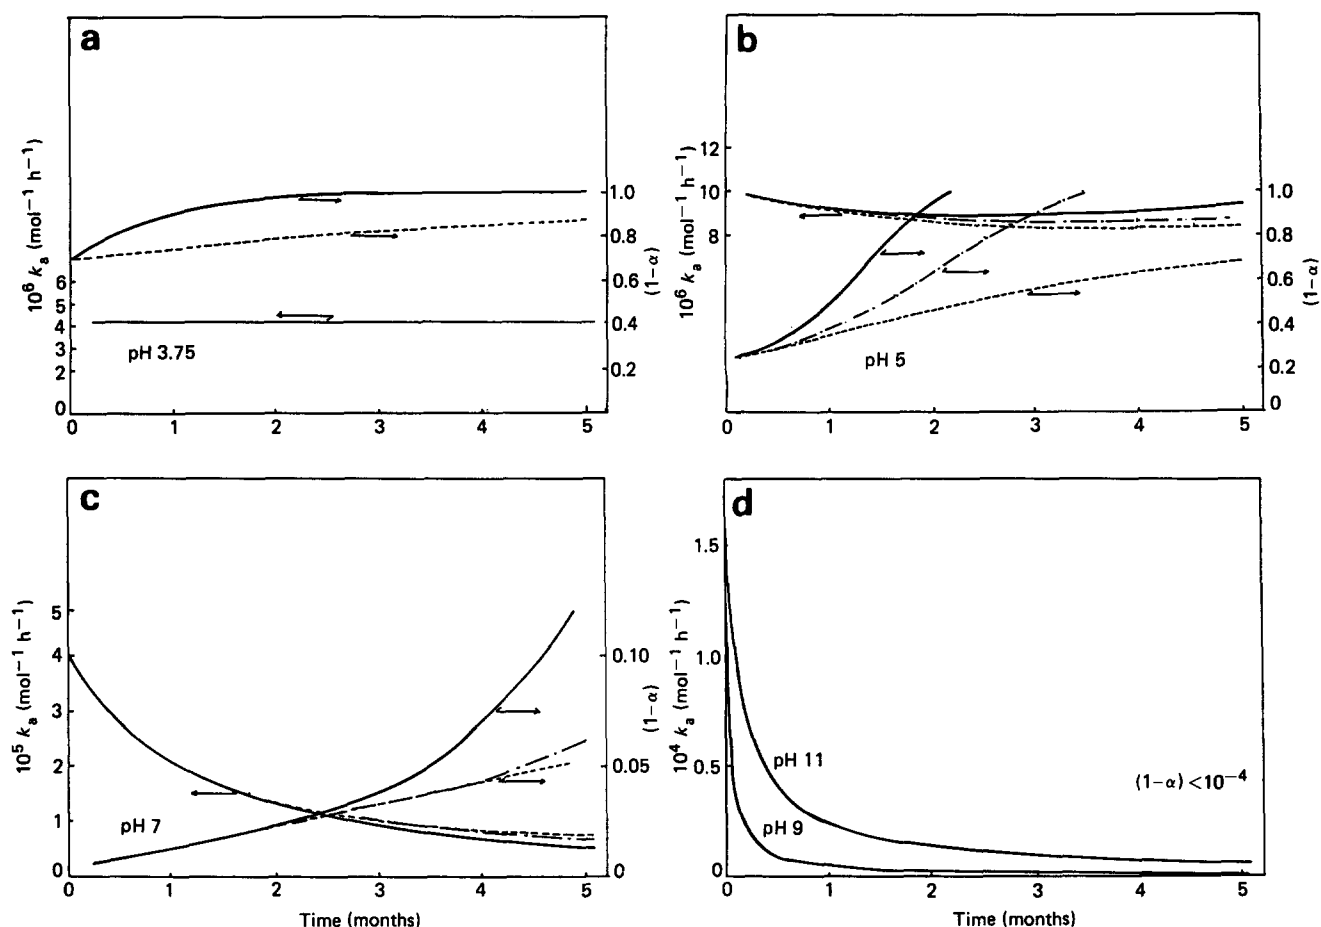 a
10⁶ kₐ (mol⁻¹ h⁻¹)
6
5
4
3
2
0
1.0
0.8
0.6
0.4
0.2
0
(1−α)
pH 3.75
0 1 2 3 4 5
b
10⁶ kₐ (mol⁻¹ h⁻¹)
12
10
8
1.0
0.8
0.6
0.4
0.2
0
(1−α)
pH 5
0 1 2 3 4 5
c
10⁵ kₐ (mol⁻¹ h⁻¹)
5
4
3
2
1
0
0.10
0.05
0
(1−α)
pH 7
0 1 2 3 4 5
Time (months)
d
10⁴ kₐ (mol⁻¹ h⁻¹)
1.5
1.0
0.5
0
pH 11
pH 9
(1−α) <10⁻⁴
0 1 2 3 4 5
Time (months)